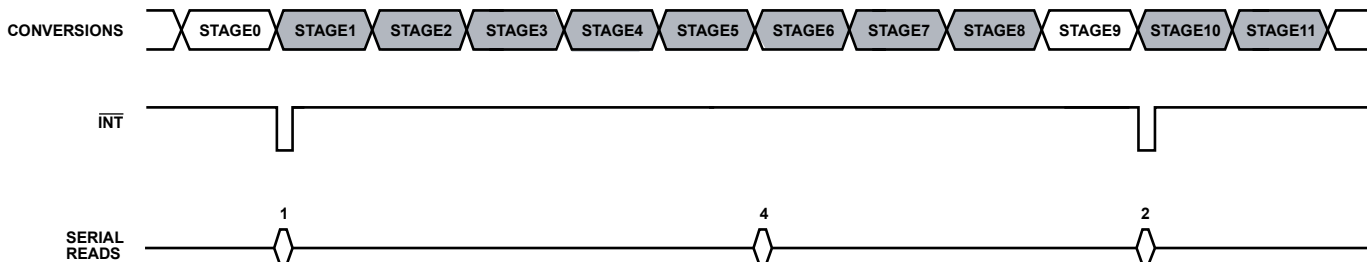 CONVERSIONS
STAGE0 STAGE1 STAGE2 STAGE3 STAGE4 STAGE5 STAGE6 STAGE7 STAGE8 STAGE9 STAGE10 STAGE11
INT
1 4 2
SERIAL
READS